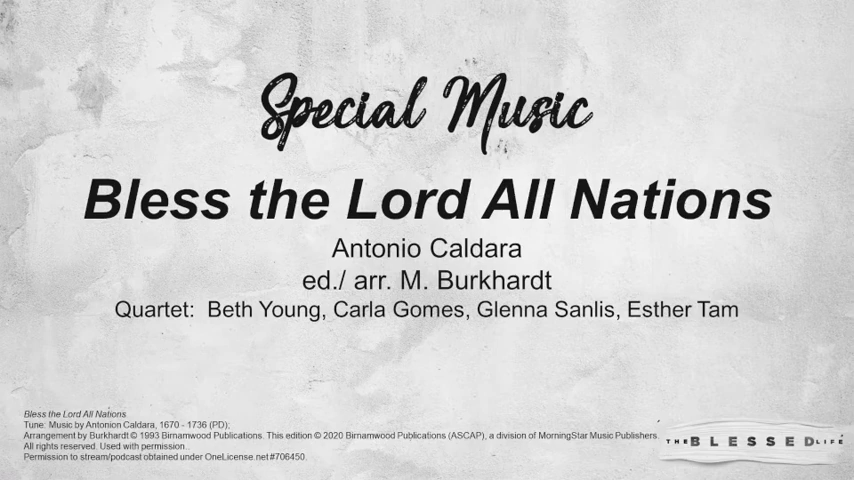 Special Music
Bless the Lord All Nations
Antonio Caldara
ed./ arr. M. Burkhardt
Quartet:  Beth Young, Carla Gomes, Glenna Sanlis, Esther Tam
Bless the Lord All Nations
Tune: Music by Antonion Caldara, 1670 - 1736 (PD);
Arrangement by Burkhardt © 1993 Birnamwood Publications. This edition © 2020 Birnamwood Publications (ASCAP), a division of MorningStar Music Publishers.
All rights reserved. Used with permission..
Permission to stream/podcast obtained under OneLicense.net #706450.
THE BLESSED LIFE